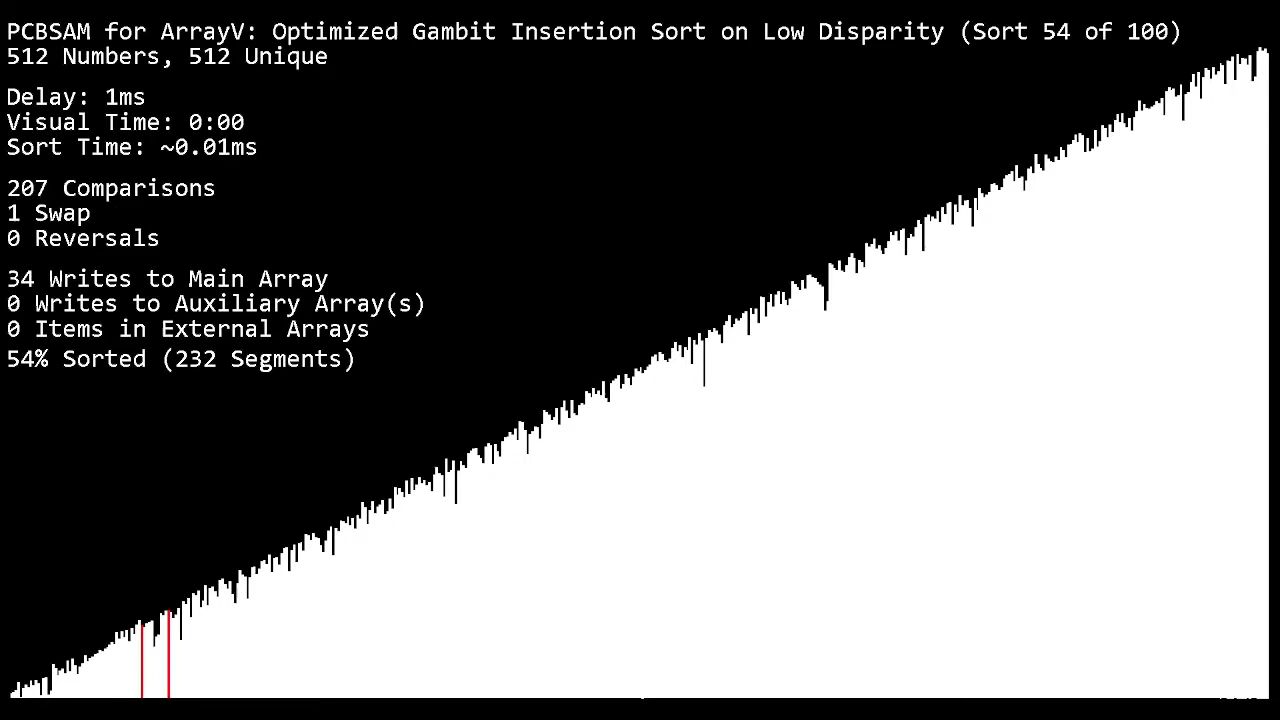 PCBSAM for ArrayV: Optimized Gambit Insertion Sort on Low Disparity (Sort 54 of 100)
512 Numbers, 512 Unique
Delay: 1ms
Visual Time: 0:00
Sort Time: ~0.01ms
207 Comparisons
1 Swap
0 Reversals
34 Writes to Main Array
0 Writes to Auxiliary Array(s)
0 Items in External Arrays
54% Sorted (232 Segments)